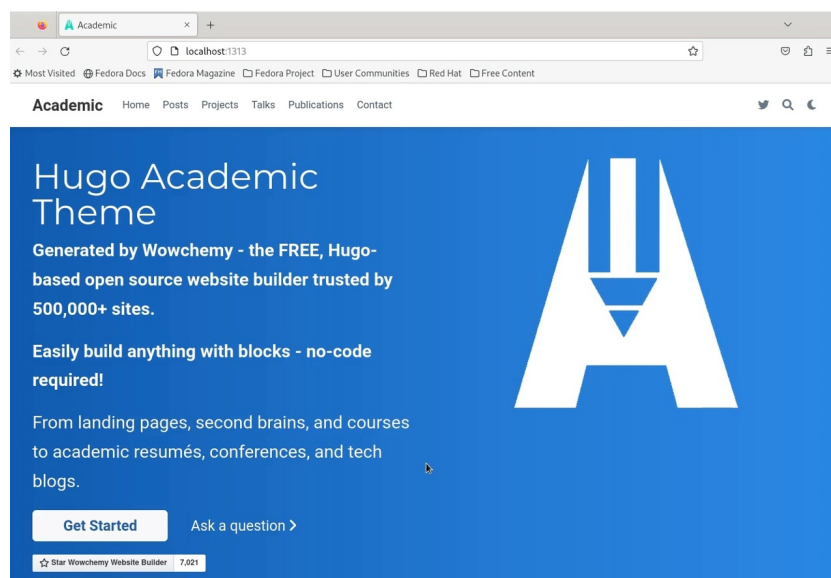 Academic
localhost:1313
Most Visited Fedora Docs Fedora Magazine Fedora Project User Communities Red Hat Free Content
Academic Home Posts Projects Talks Publications Contact
Hugo Academic
Theme
Generated by Wowchemy - the FREE, Hugo-
based open source website builder trusted by
500,000+ sites.
Easily build anything with blocks - no-code
required!
From landing pages, second brains, and courses
to academic resumés, conferences, and tech
blogs.
Get Started Ask a question
Star Wowchemy Website Builder 7,021